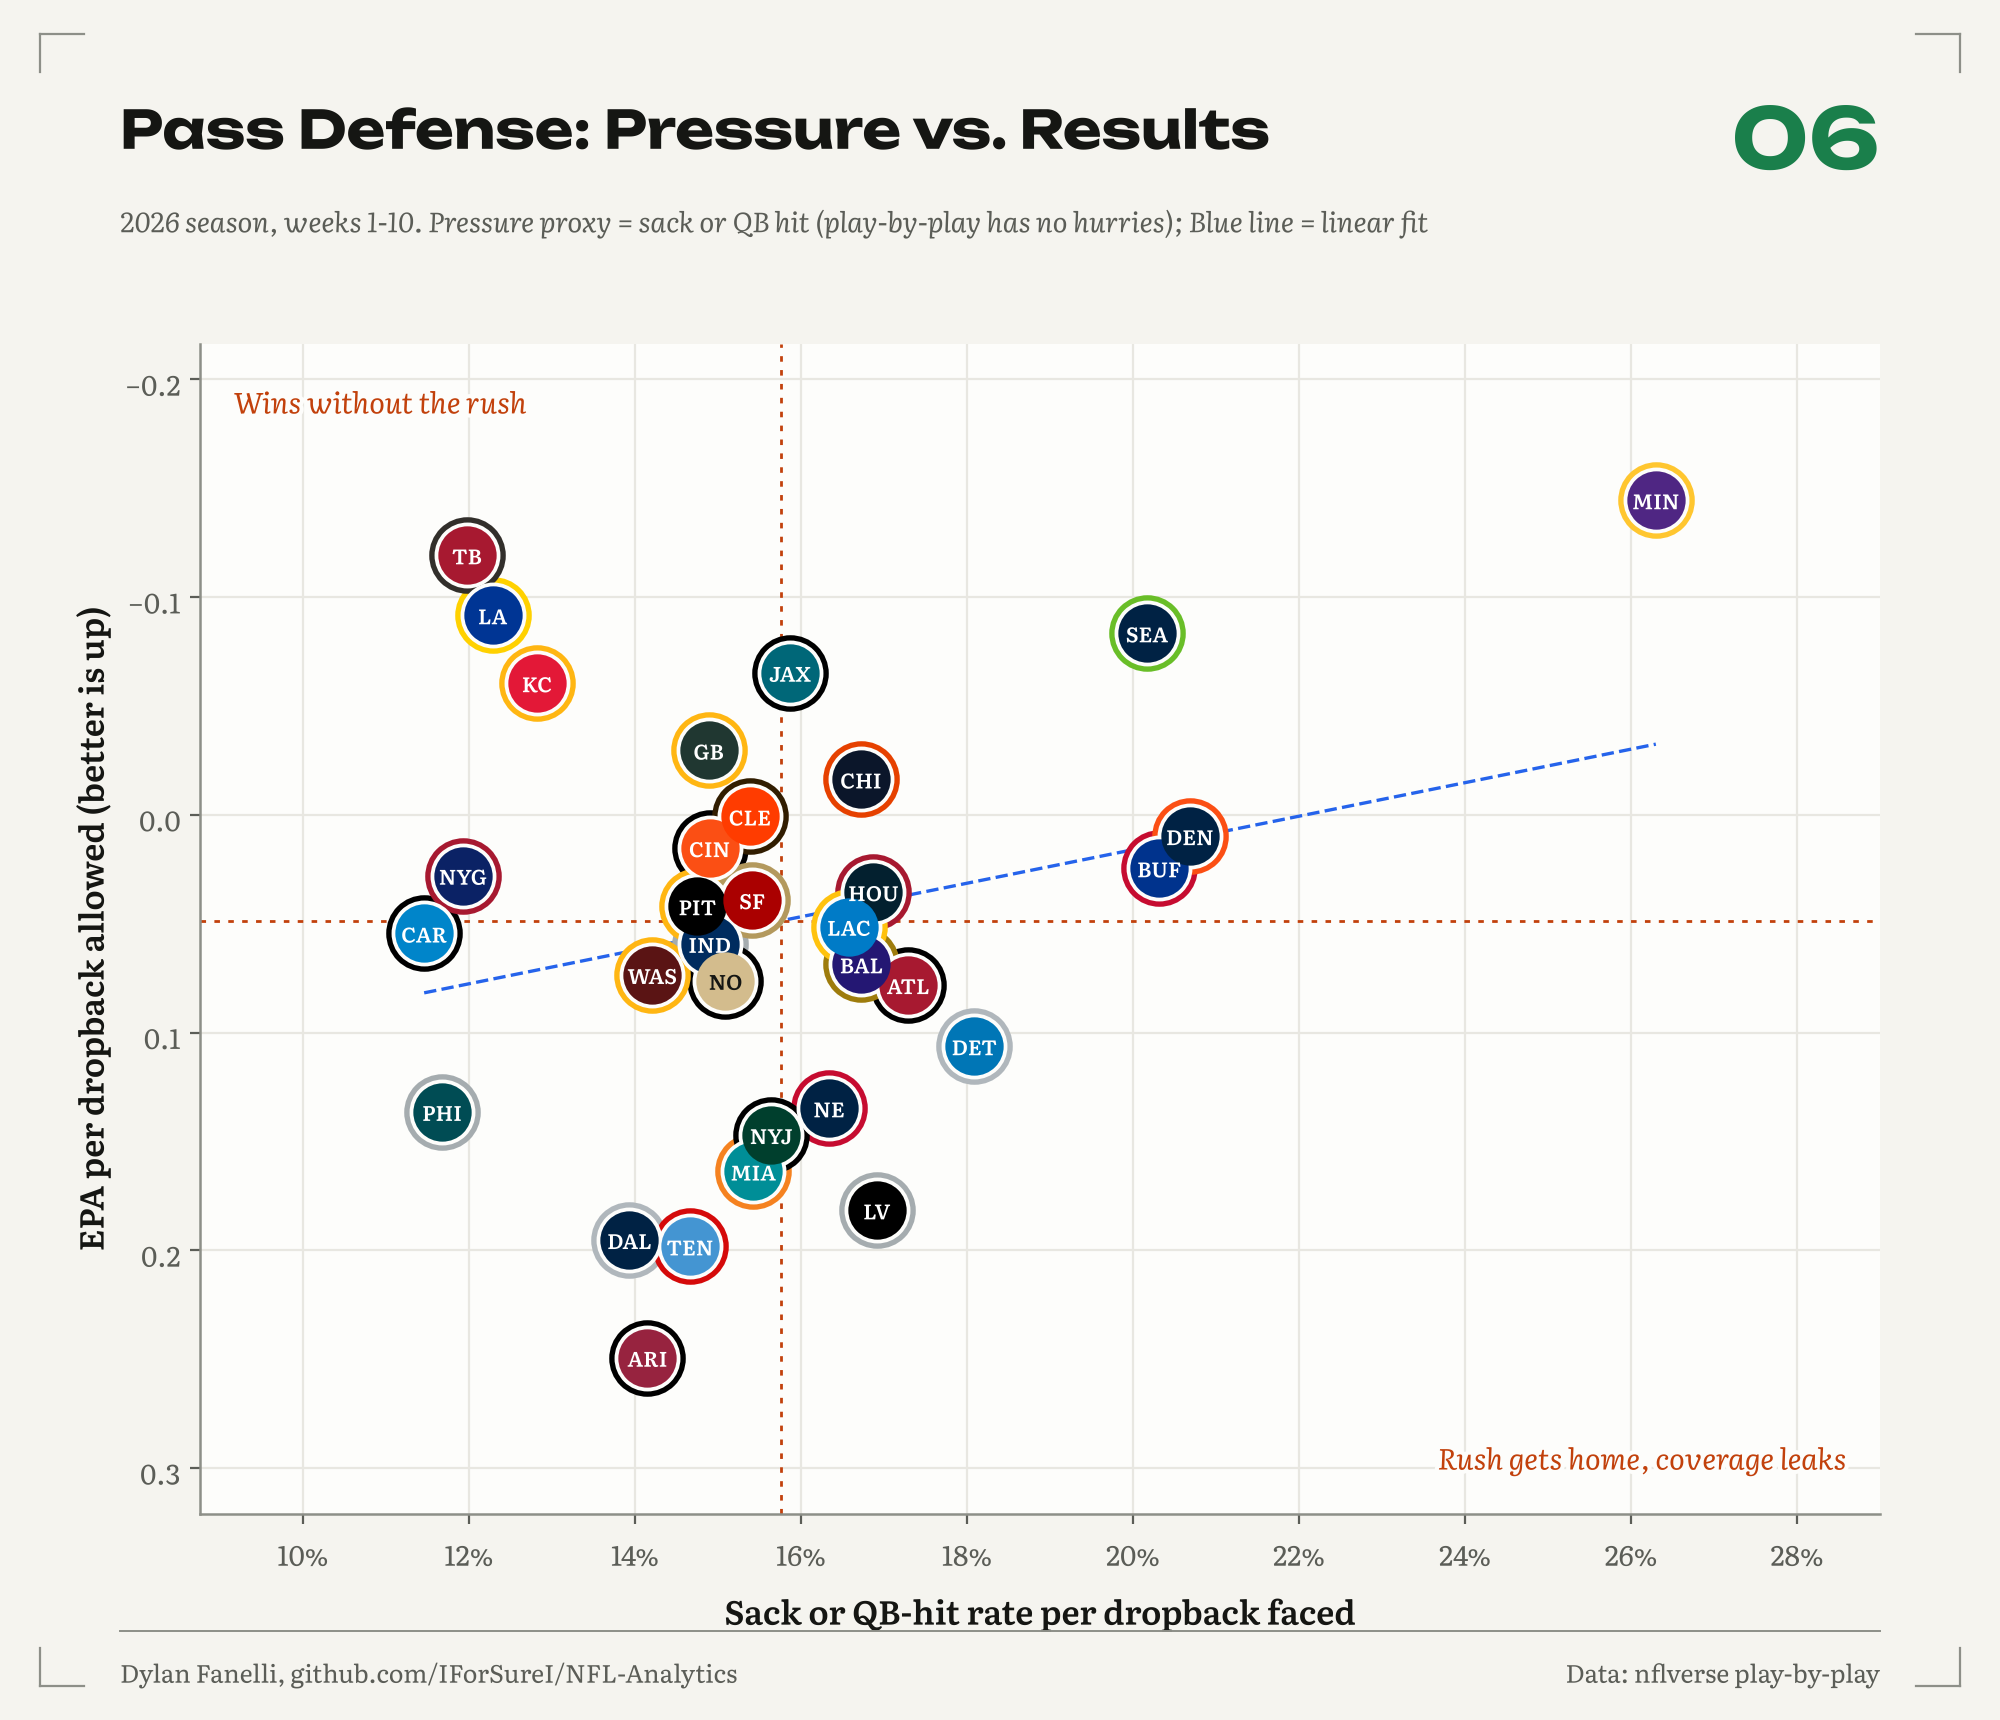 Pass Defense: Pressure vs. Results
06
2026 season, weeks 1-10. Pressure proxy = sack or QB hit (play-by-play has no hurries); Blue line = linear fit
EPA per dropback allowed (better is up)
−0.2
−0.1
0.0
0.1
0.2
0.3
Wins without the rush
MIN
TB
LA
SEA
JAX
KC
GB
CHI
CLE
DEN
CIN
BUF
NYG
HOU
SF
PIT
LAC
CAR
IND
BAL
WAS
NO
ATL
DET
NE
PHI
NYJ
MIA
LV
DAL
TEN
ARI
Rush gets home, coverage leaks
10%
12%
14%
16%
18%
20%
22%
24%
26%
28%
Sack or QB-hit rate per dropback faced
Dylan Fanelli, github.com/IForSureI/NFL-Analytics
Data: nflverse play-by-play